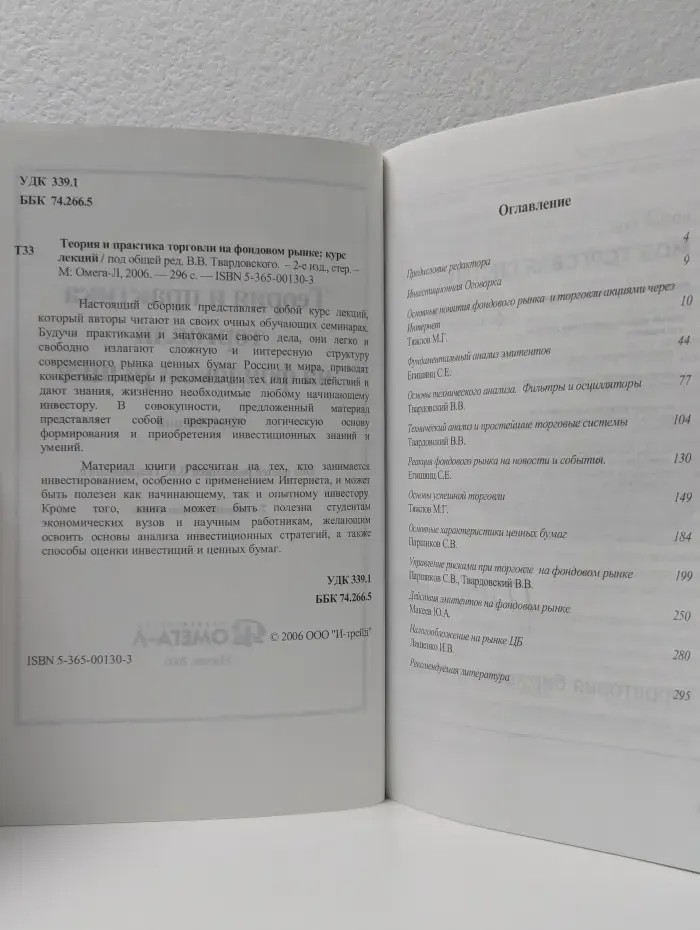 УДК 339.1
ББК 74.266.5
Т33
Теория и практика торговли на фондовом рынке; курс
лекций / под общей ред. В.В. Твардовского. – 2-е изд., стер. –
М: Омега-Л, 2006. — 296 с. — ISBN 5-365-00130-3
Настоящий сборник представляет собой курс лекций,
который авторы читают на своих очных обучающих семинарах.
Будучи практиками и знатоками своего дела, они легко и
свободно излагают сложную и интересную структуру
современного рынка ценных бумаг России и мира, приводят
конкретные примеры и рекомендации тех или иных действий и
дают знания, жизненно необходимые любому начинающему
инвестору. В совокупности, предложенный материал
представляет собой прекрасную логическую основу
формирования и приобретения инвестиционных знаний и
умений.
Материал книги рассчитан на тех, кто занимается
инвестированием, особенно с применением Интернета, и может
быть полезен как начинающему, так и опытному инвестору.
Кроме того, книга может быть полезна студентам
экономических вузов и научным работникам, желающим
освоить основы анализа инвестиционных стратегий, а также
способы оценки инвестиций и ценных бумаг.
УДК 339.1
ББК 74.266.5
© 2006 ООО "И-трейд"
ISBN 5-365-00130-3
Оглавление
Предисловие редактора 4
Инвестиционная Оговорка 9
Основные понятия фондового рынка и торговли акциями через
Интернет 10
Тяжлов М.Г.
Фундаментальный анализ эмитентов 44
Егишянц С.Е.
Основы технического анализа. Фильтры и осцилляторы 77
Твардовский В.В.
Технический анализ и простейшие торговые системы 104
Твардовский В.В.
Реакция фондового рынка на новости и события. 130
Егишянц С.Е.
Основы успешной торговли 149
Тяжлов М.Г.
Основные характеристики ценных бумаг 184
Паршиков С.В.
Управление рисками при торговле на фондовом рынке 199
Паршиков С.В., Твардовский В.В.
Действия эмитентов на фондовом рынке 250
Макеев Ю.А.
Налогообложение на рынке ЦБ 280
И.В.
Рекомендуемая литература 295